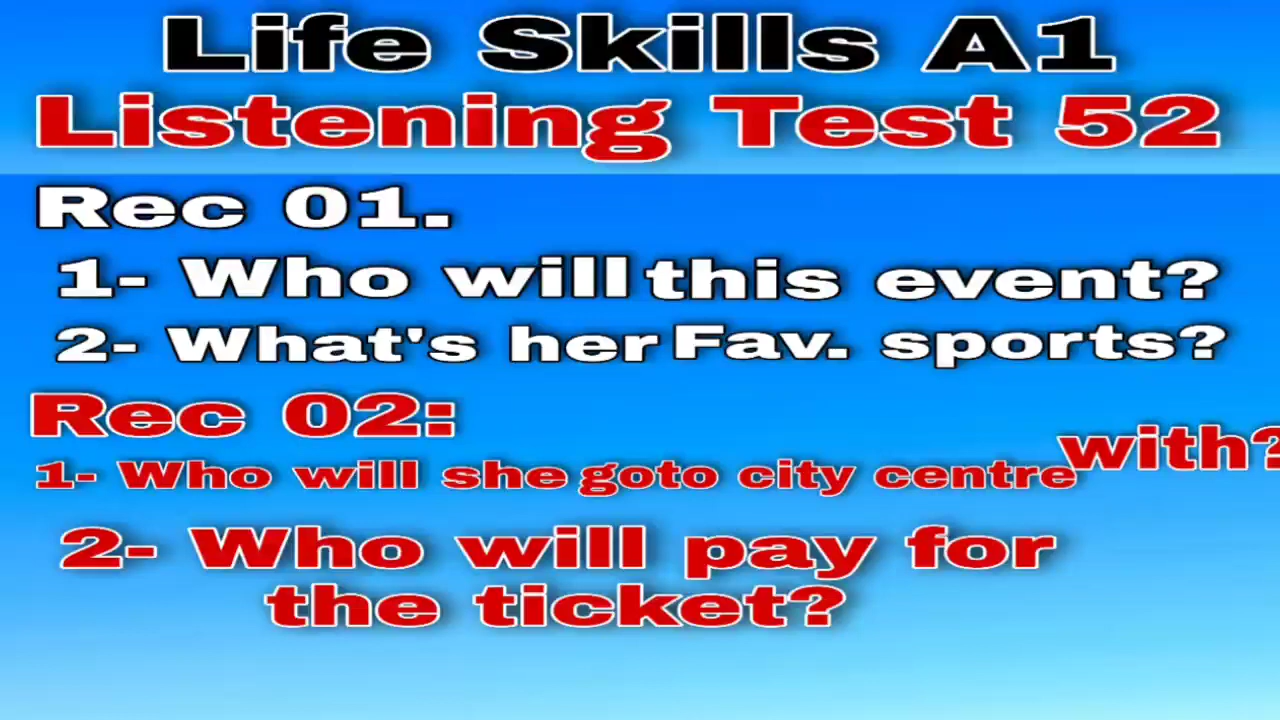 Life Skills A1
Listening Test 52
Rec 01.
1- Who will this event?
2- What's her Fav. sports?
Rec 02:
1- Who will she goto city centre with?
2- Who will pay for
the ticket?